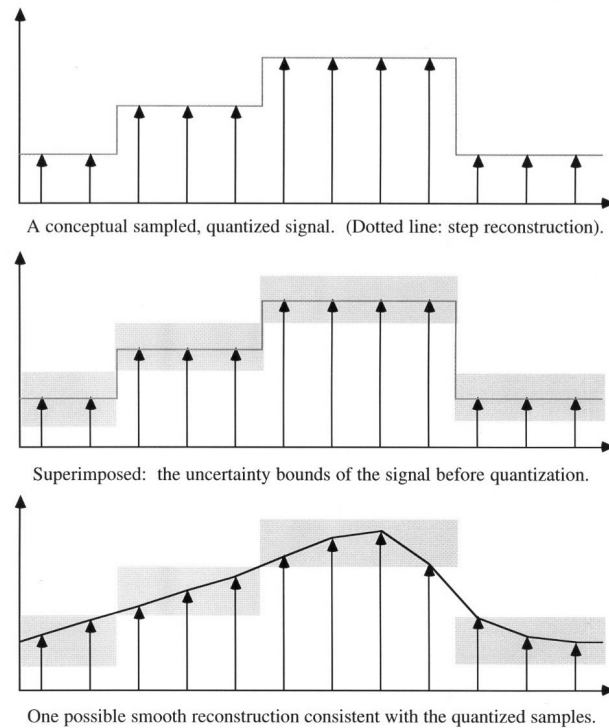 A conceptual sampled, quantized signal. (Dotted line: step reconstruction).
Superimposed: the uncertainty bounds of the signal before quantization.
One possible smooth reconstruction consistent with the quantized samples.